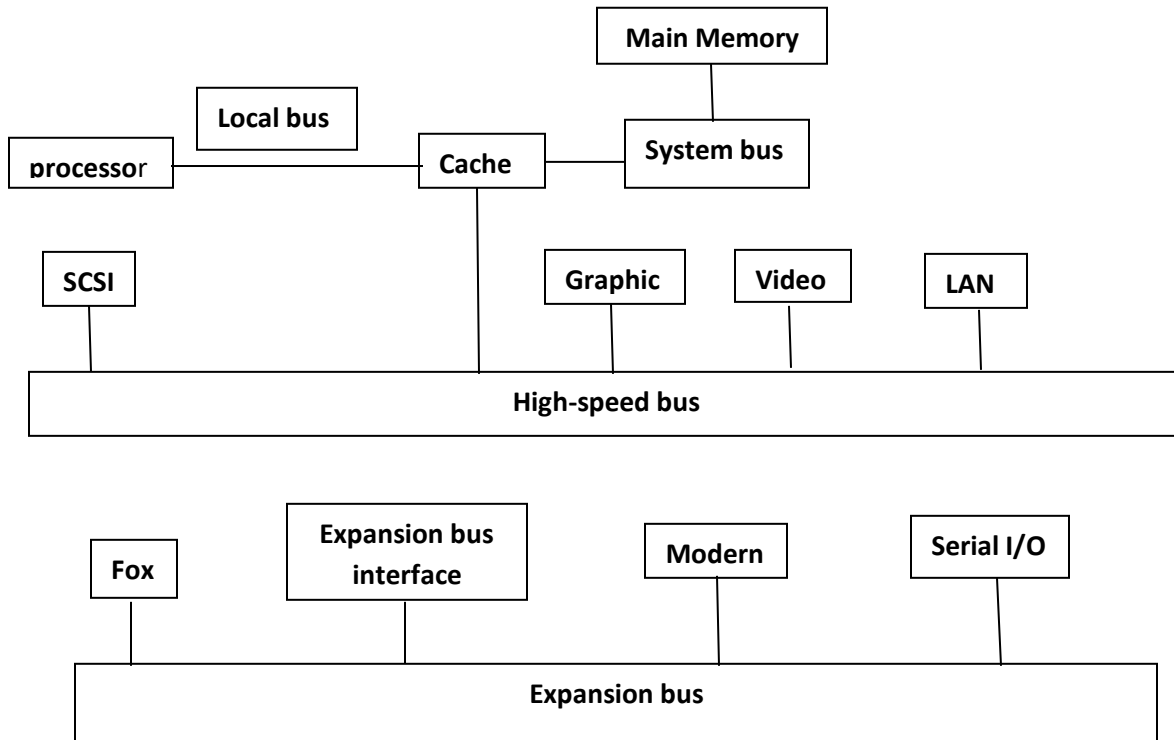 Main Memory
Local bus
System bus
processor
Cache
SCSI
Graphic
Video
LAN
High-speed bus
Expansion bus
interface
Serial I/O
Modern
Fox
Expansion bus